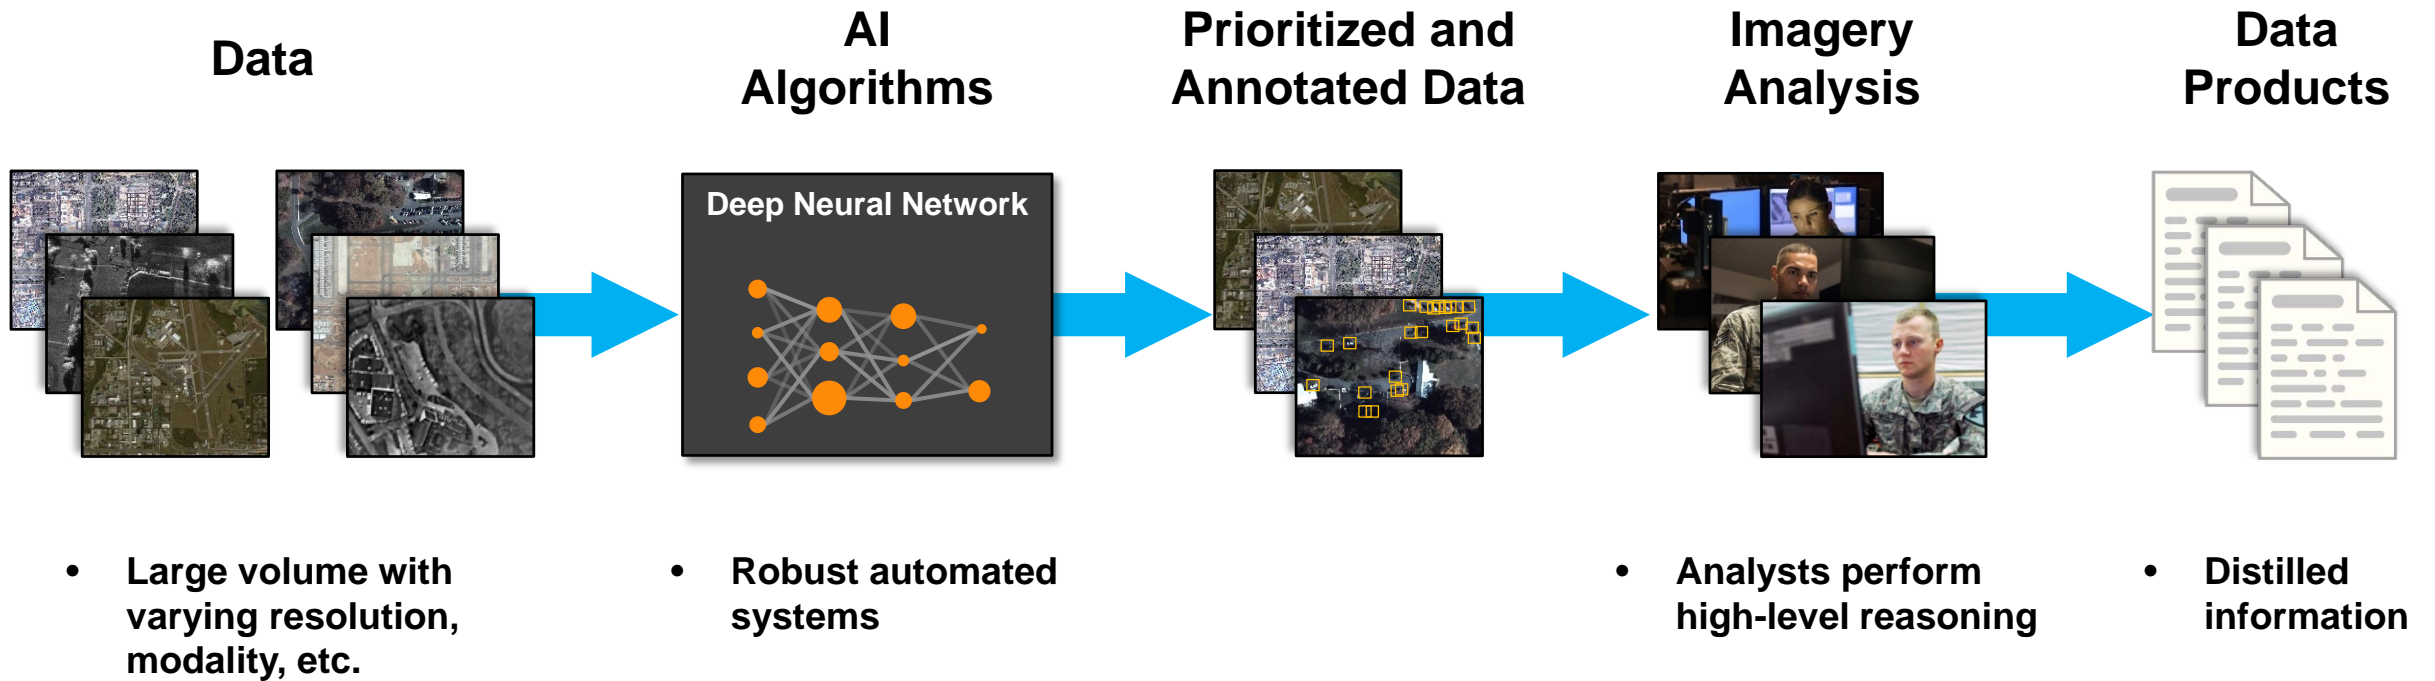 Data
AI
Algorithms
Prioritized and
Annotated Data
Imagery
Analysis
Data
Products
Deep Neural Network
• Large volume with
varying resolution,
modality, etc.
• Robust automated
systems
• Analysts perform
high-level reasoning
• Distilled
information